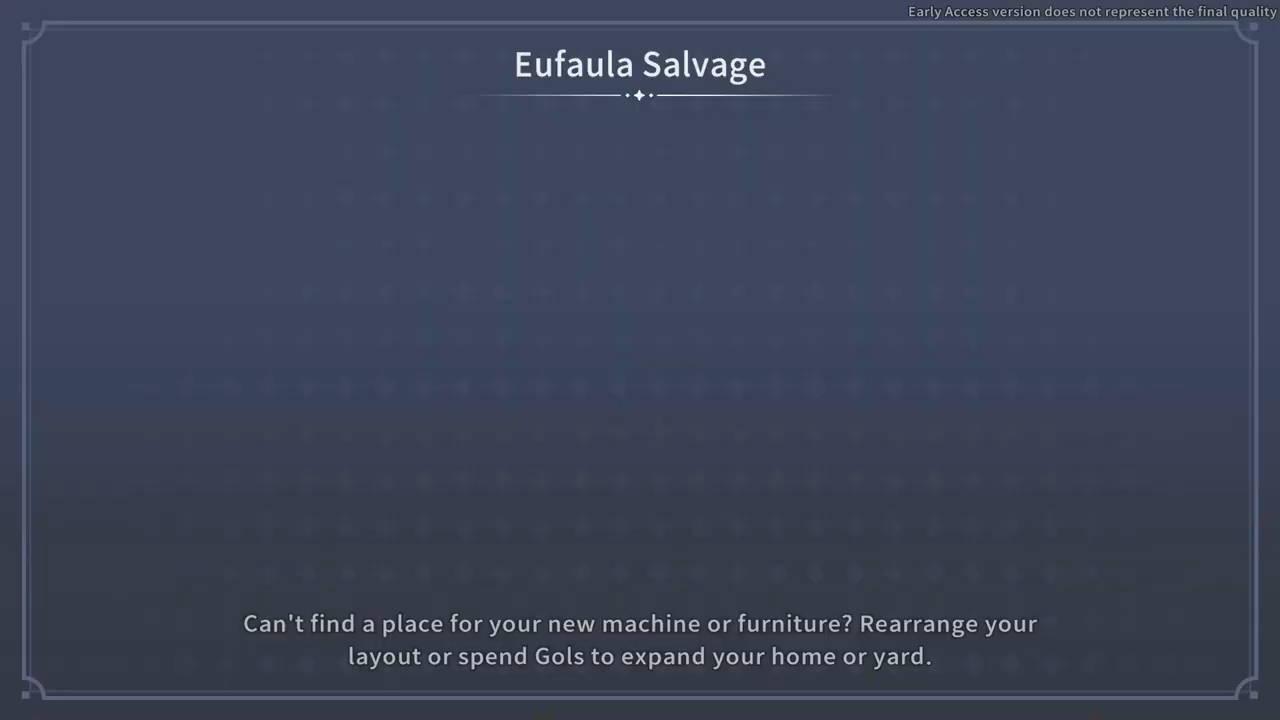 Early Access version does not represent the final quality
Eufaula Salvage
Can't find a place for your new machine or furniture? Rearrange your
layout or spend Gols to expand your home or yard.